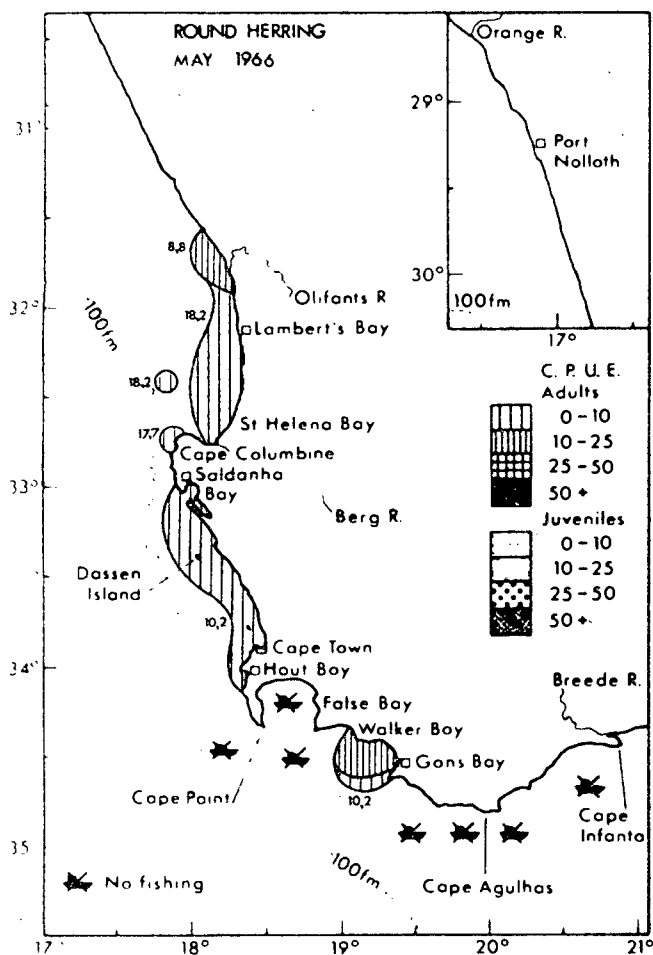 ROUND HERRING
MAY 1966
Orange R.
29°
Port
Nolloth
30°
100fm
17°
31°
8,8
Olifants R
32°
18,2
100fm
Lambert's Bay
18,2
C. P. U. E.
Adults
0-10
10-25
25-50
50+
St Helena Bay
17,7
Cape Columbine
Saldanha
Bay
33°
Berg R.
Juveniles
0-10
10-25
25-50
50+
Dassen
Island
10,2
Cape Town
34°
Hout Bay
Breede R.
False Bay
Walker Bay
Gans Bay
Cape Point
10,2
Cape
Infanta
35
100fm
No fishing
Cape Agulhas
17
18°
19°
20°
21°